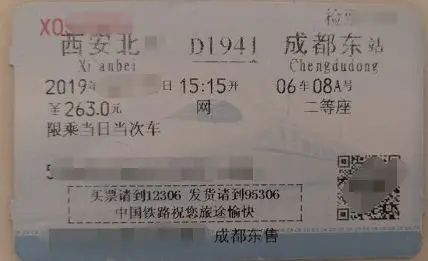 XO
检
西安北 D1941 成都东站
Xi'anbei Chengdudong
2019年 日 15:15开 06车08A号
¥263.0元 网 二等座
限乘当日当次车
5
买票请到12306 发货请到95306
中国铁路祝您旅途愉快
成都东售